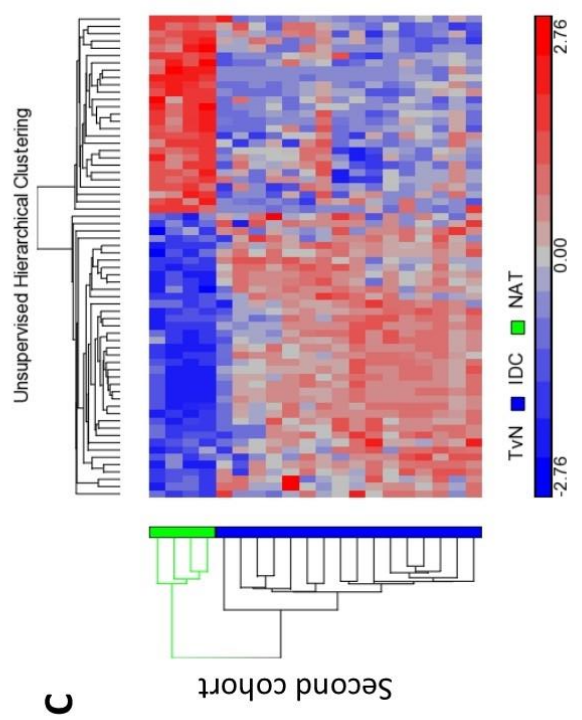 C
Second cohort
Unsupervised Hierarchical Clustering
TvN IDC NAT
-2.76 0.00 2.76